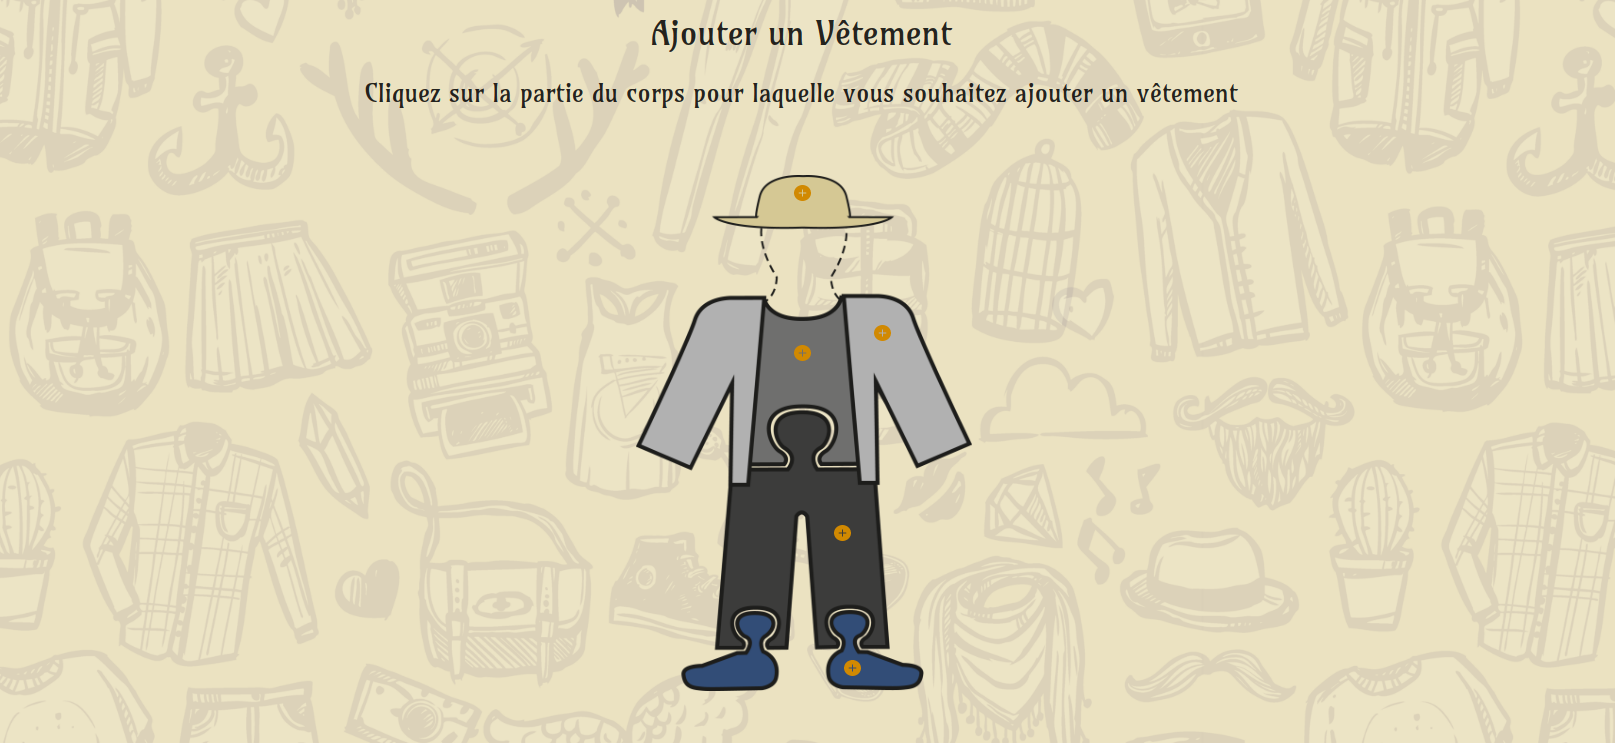 Ajouter un Vêtement
Cliquez sur la partie du corps pour laquelle vous souhaitez ajouter un vêtement